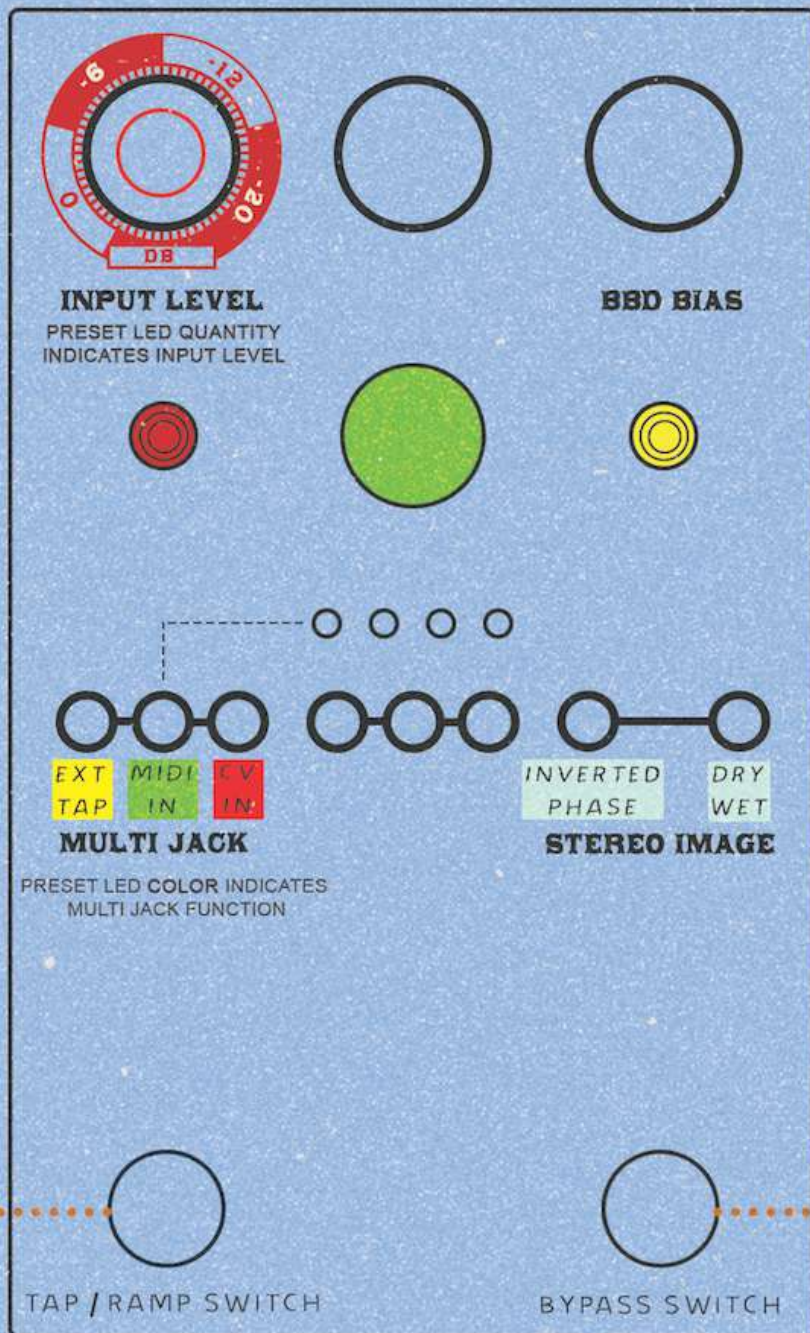 -6
-12
0
-20
DB
INPUT LEVEL
PRESET LED QUANTITY
INDICATES INPUT LEVEL
BBD BIAS
EXT
TAP
MIDI
IN
CV
IN
MULTI JACK
PRESET LED COLOR INDICATES
MULTI JACK FUNCTION
INVERTED
PHASE
DRY
WET
STEREO IMAGE
TAP / RAMP SWITCH
BYPASS SWITCH